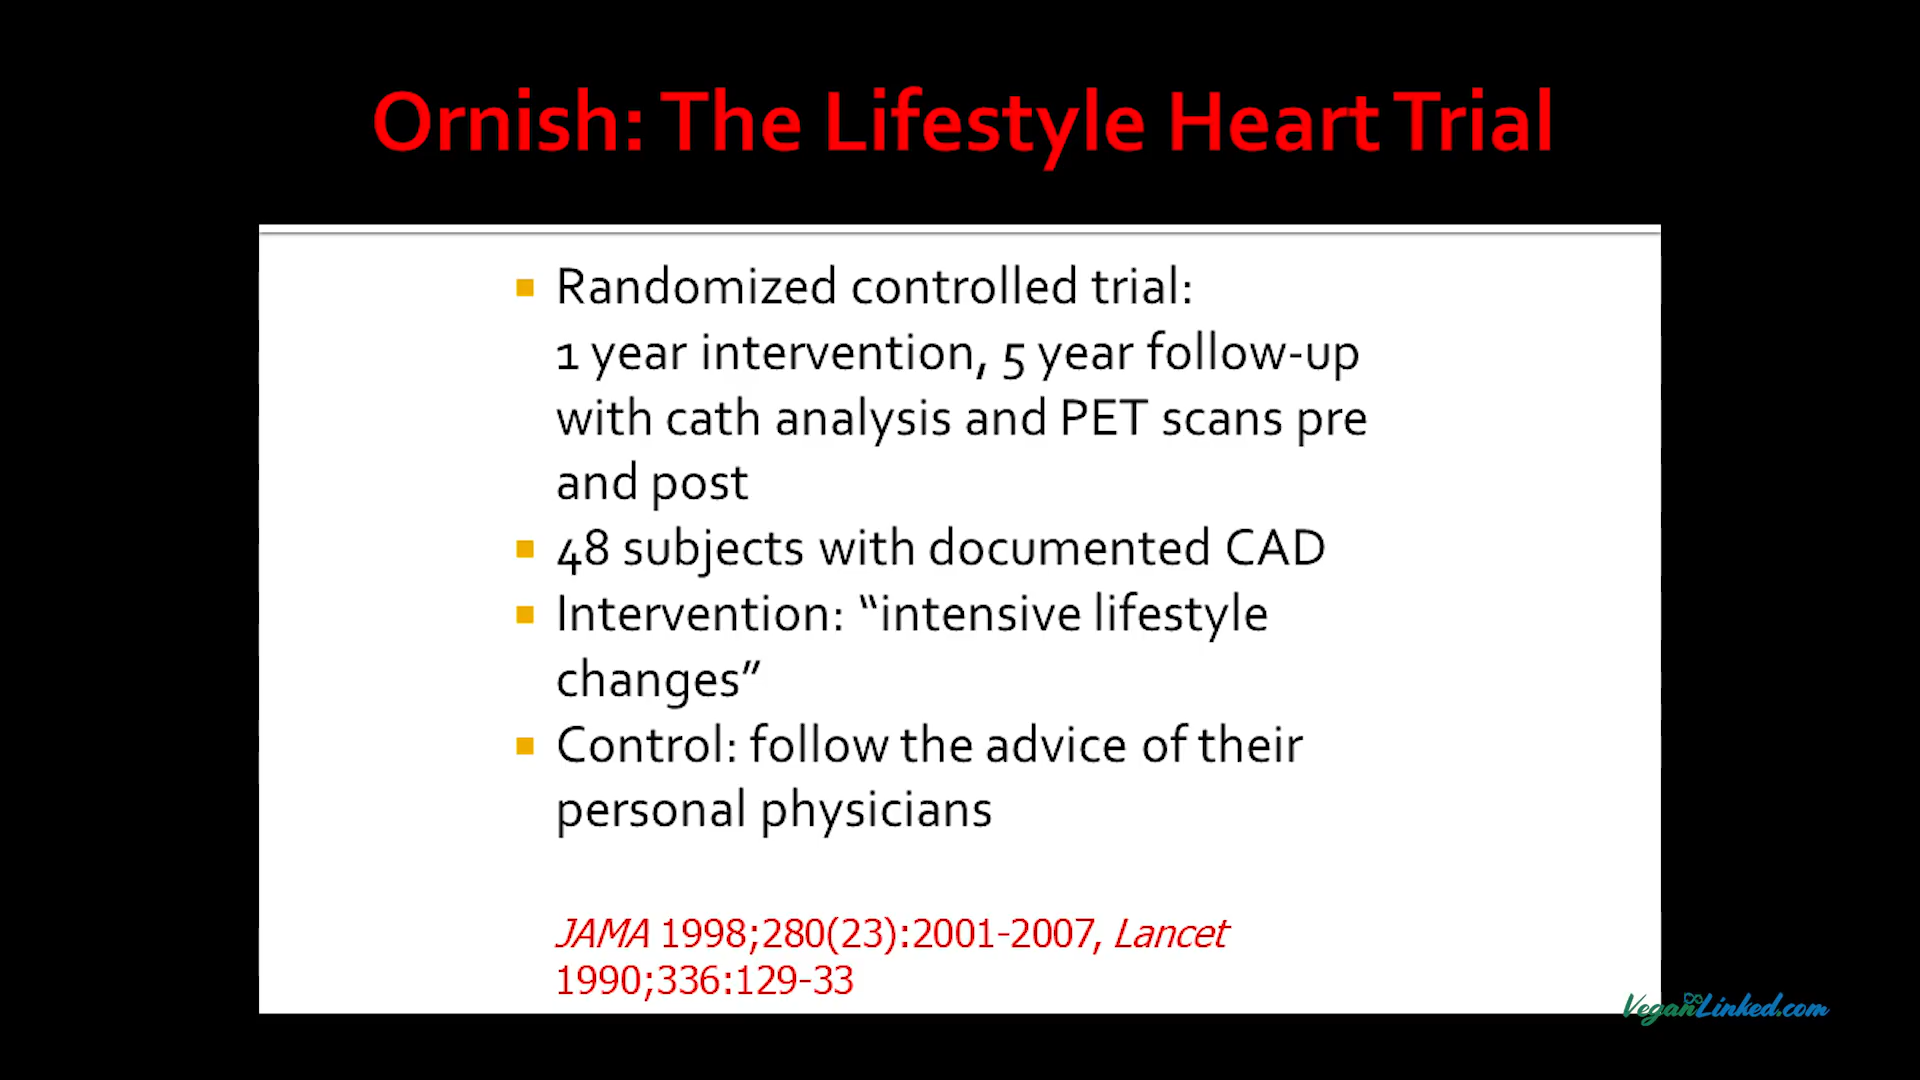 Ornish: The Lifestyle Heart Trial
Randomized controlled trial:
1 year intervention, 5 year follow-up
with cath analysis and PET scans pre
and post
48 subjects with documented CAD
Intervention: “intensive lifestyle
changes”
Control: follow the advice of their
personal physicians
JAMA 1998;280(23):2001-2007, Lancet
1990;336:129-33
VeganLinked.com